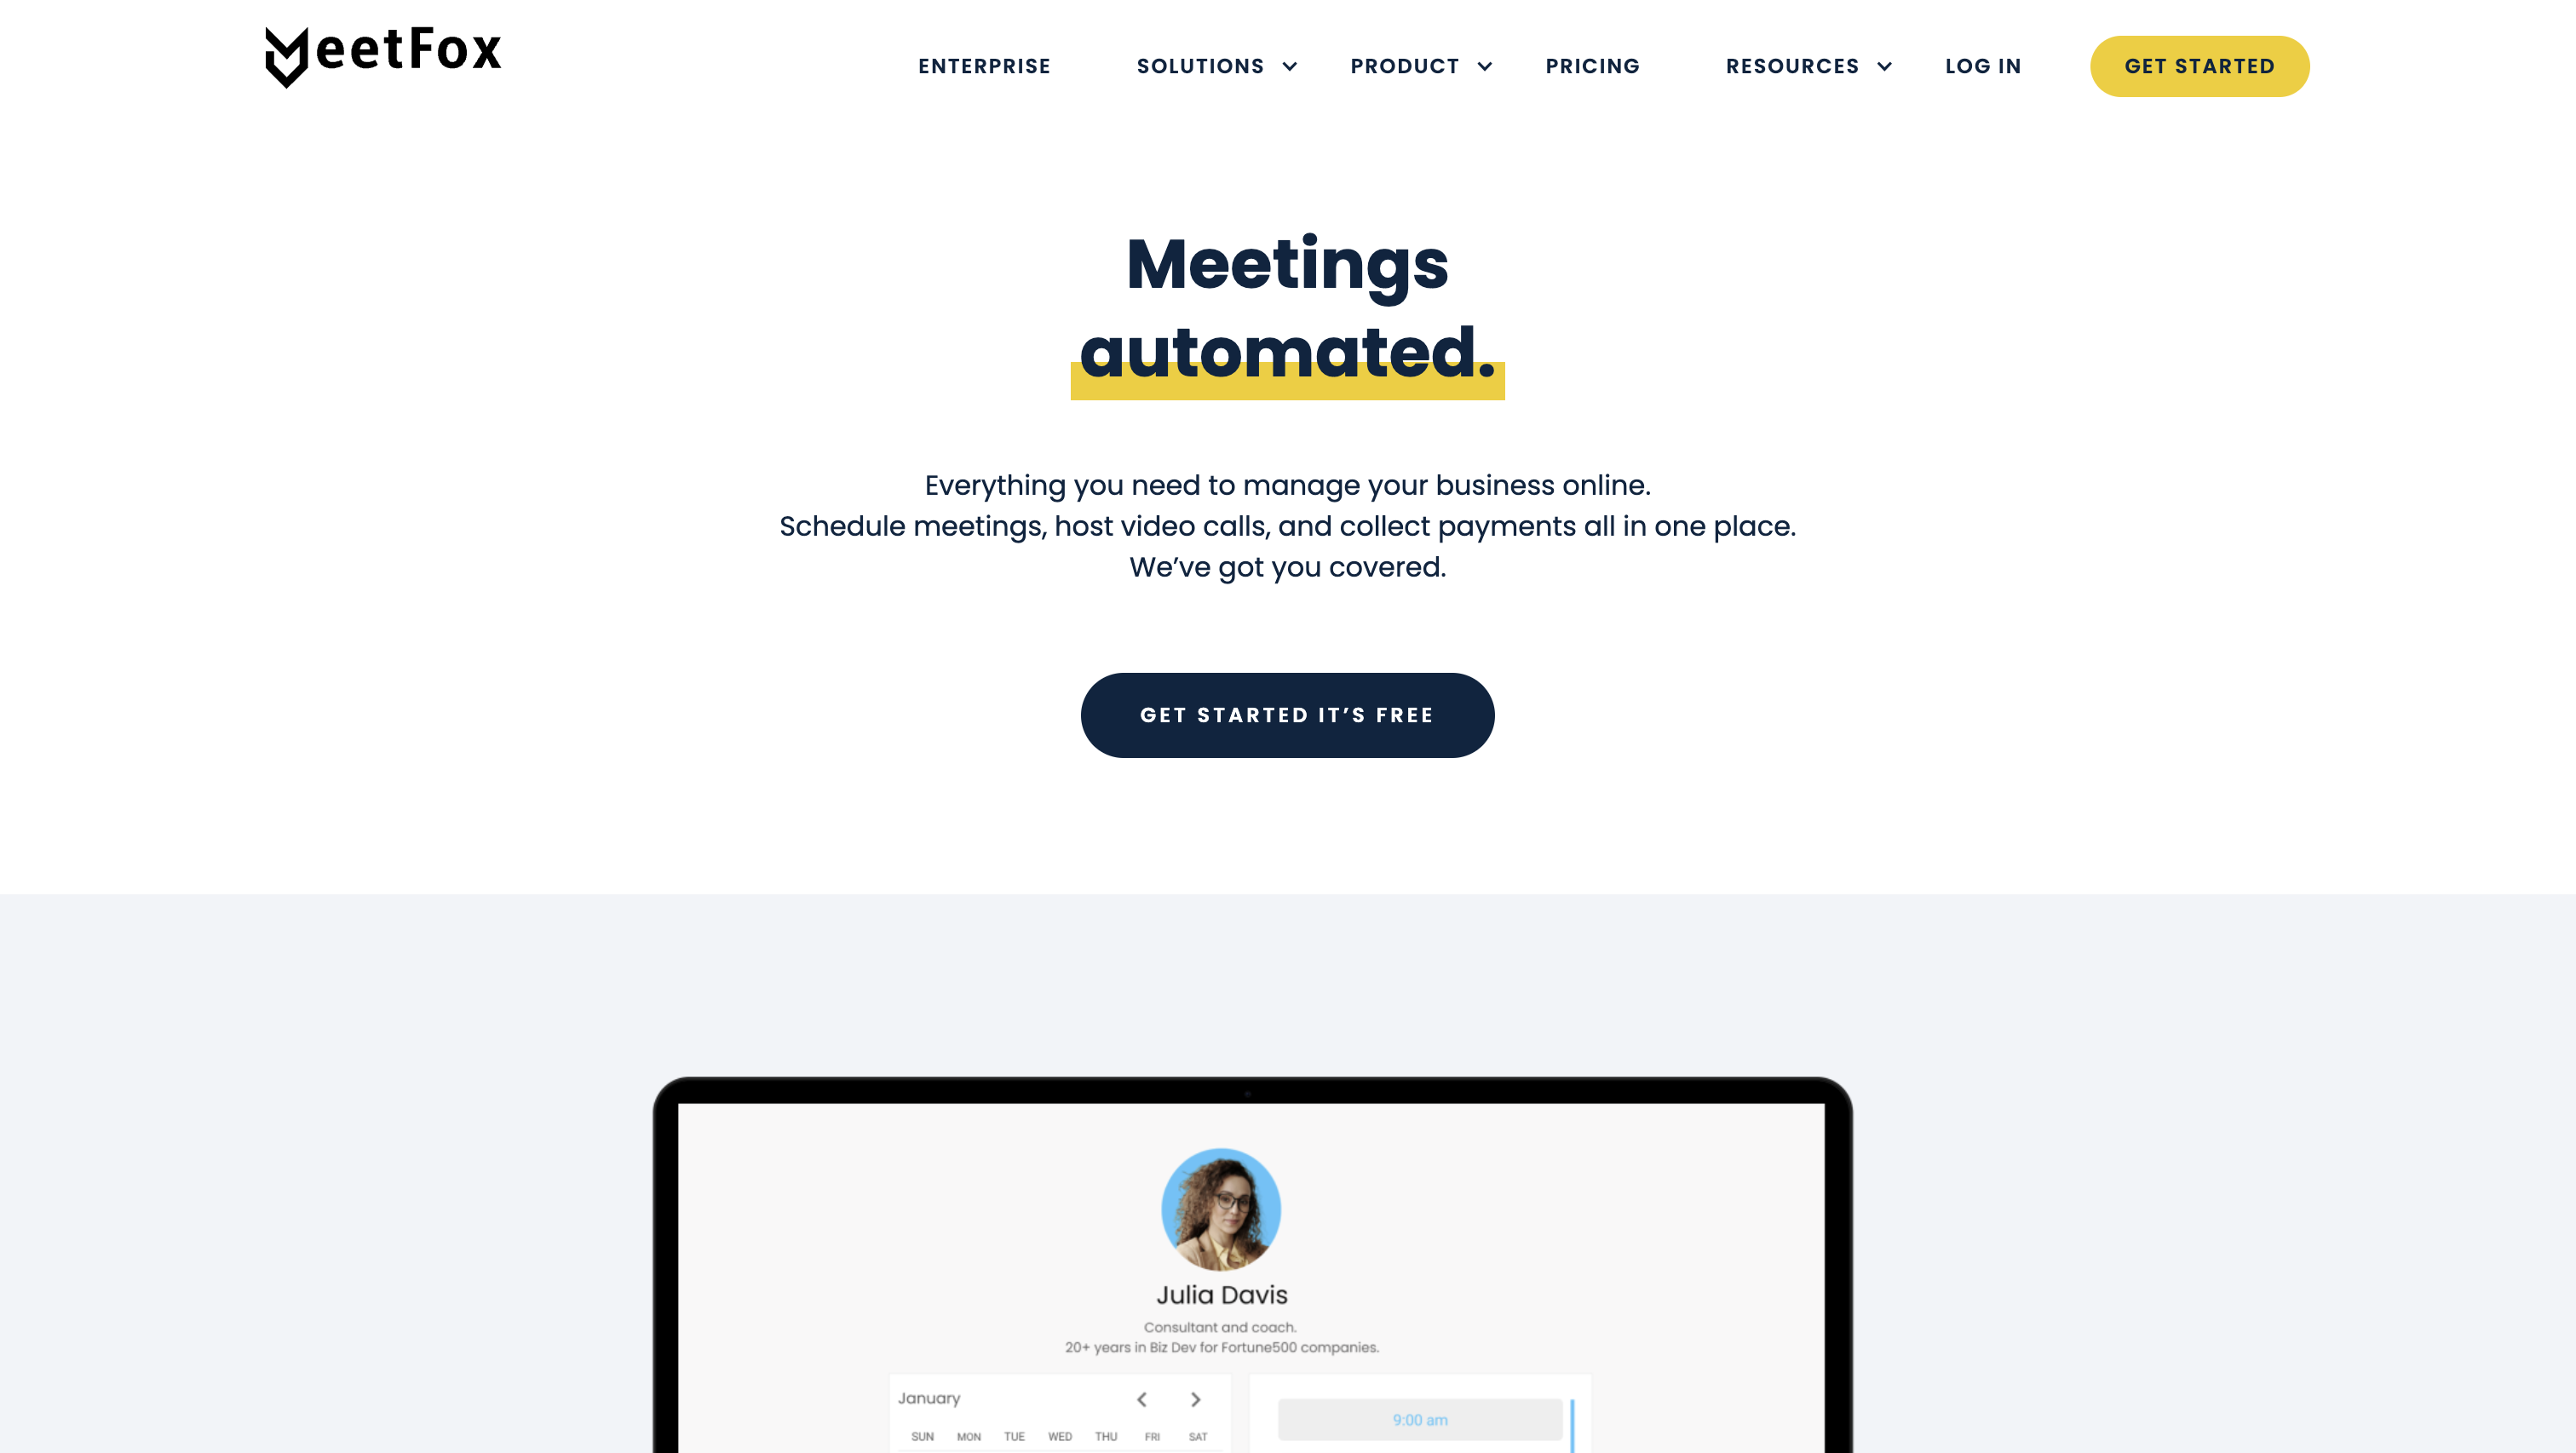 MeetFox
ENTERPRISE
SOLUTIONS
PRODUCT
PRICING
RESOURCES
LOG IN
GET STARTED
Meetings
automated.
Everything you need to manage your business online.
Schedule meetings, host video calls, and collect payments all in one place.
We’ve got you covered.
GET STARTED IT’S FREE
Julia Davis
Consultant and coach.
20+ years in Biz Dev for Fortune500 companies.
January
SUN MON TUE WED THU FRI SAT
9:00 am